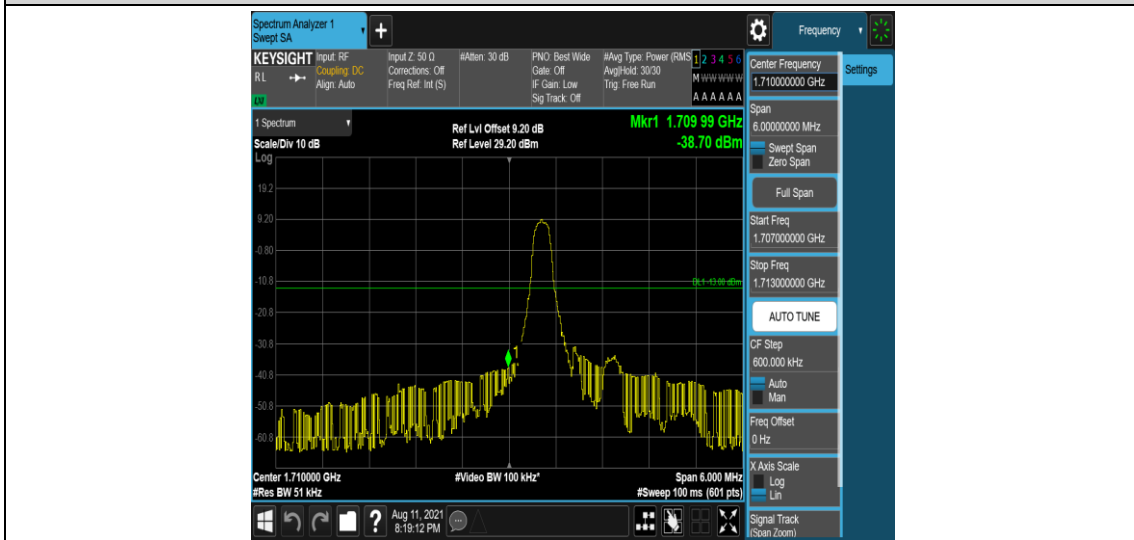 Spectrum Analyzer 1
Swept SA
+
Frequency
KEYSIGHT
RL
LXI
Input: RF
Coupling: DC
Align: Auto
Input Z: 50 Ω
Corrections: Off
Freq Ref: Int (S)
#Atten: 30 dB
PNO: Best Wide
Gate: Off
IF Gain: Low
Sig Track: Off
#Avg Type: Power (RMS
Avg|Hold: 30/30
Trig: Free Run
1 2 3 4 5 6
M W W W W W
A A A A A A
1 Spectrum
Scale/Div 10 dB
Log
Ref Lvl Offset 9.20 dB
Ref Level 29.20 dBm
Mkr1 1.709 99 GHz
-38.70 dBm
19.2
9.20
-0.80
-10.8
DL1 -13.00 dBm
-20.8
-30.8
1
-40.8
-50.8
-60.8
Center 1.710000 GHz
#Res BW 51 kHz
#Video BW 100 kHz*
Span 6.000 MHz
#Sweep 100 ms (601 pts)
Center Frequency
1.710000000 GHz
Settings
Span
6.00000000 MHz
Swept Span
Zero Span
Full Span
Start Freq
1.707000000 GHz
Stop Freq
1.713000000 GHz
AUTO TUNE
CF Step
600.000 kHz
Auto
Man
Freq Offset
0 Hz
X Axis Scale
Log
Lin
Signal Track
(Span Zoom)
?
Aug 11, 2021
8:19:12 PM